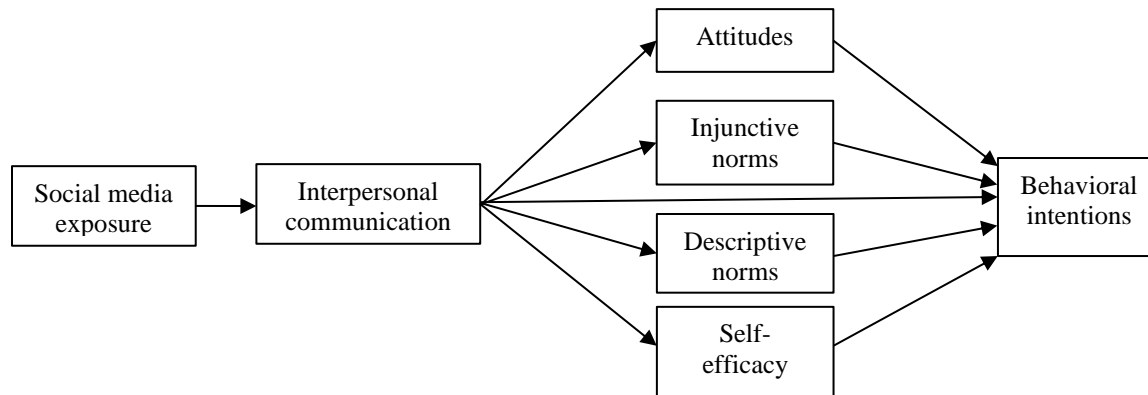 Social media
exposure
Interpersonal
communication
Attitudes
Injunctive
norms
Descriptive
norms
Self-
efficacy
Behavioral
intentions